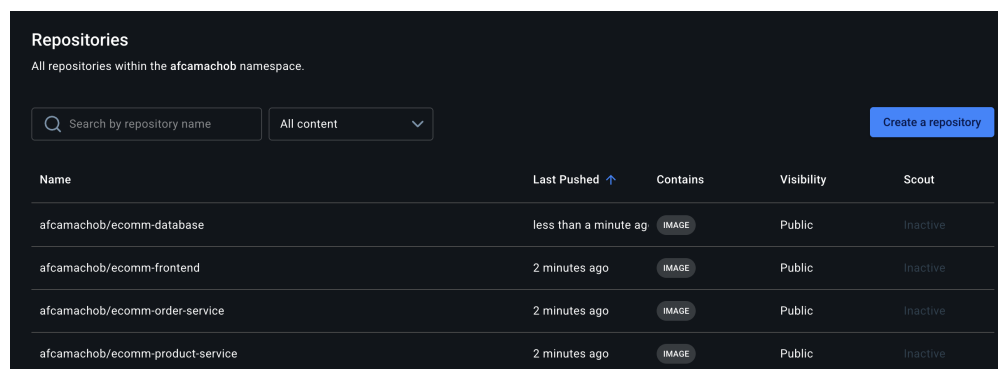 Repositories
All repositories within the afcamachob namespace.
Search by repository name All content Create a repository
Name Last Pushed Contains Visibility Scout
afcamachob/ecomm-database less than a minute ag IMAGE Public Inactive
afcamachob/ecomm-frontend 2 minutes ago IMAGE Public Inactive
afcamachob/ecomm-order-service 2 minutes ago IMAGE Public Inactive
afcamachob/ecomm-product-service 2 minutes ago IMAGE Public Inactive